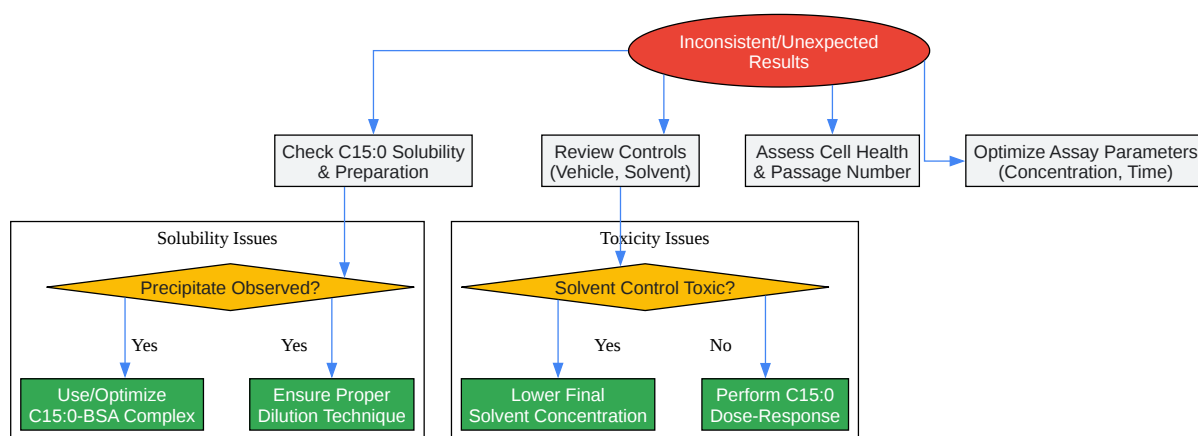 Inconsistent/Unexpected
Results
Check C15:0 Solubility
& Preparation
Review Controls
(Vehicle, Solvent)
Assess Cell Health
& Passage Number
Optimize Assay Parameters
(Concentration, Time)
Solubility Issues
Toxicity Issues
Precipitate Observed?
Solvent Control Toxic?
Yes
Yes
Yes
No
Use/Optimize
C15:0-BSA Complex
Ensure Proper
Dilution Technique
Lower Final
Solvent Concentration
Perform C15:0
Dose-Response